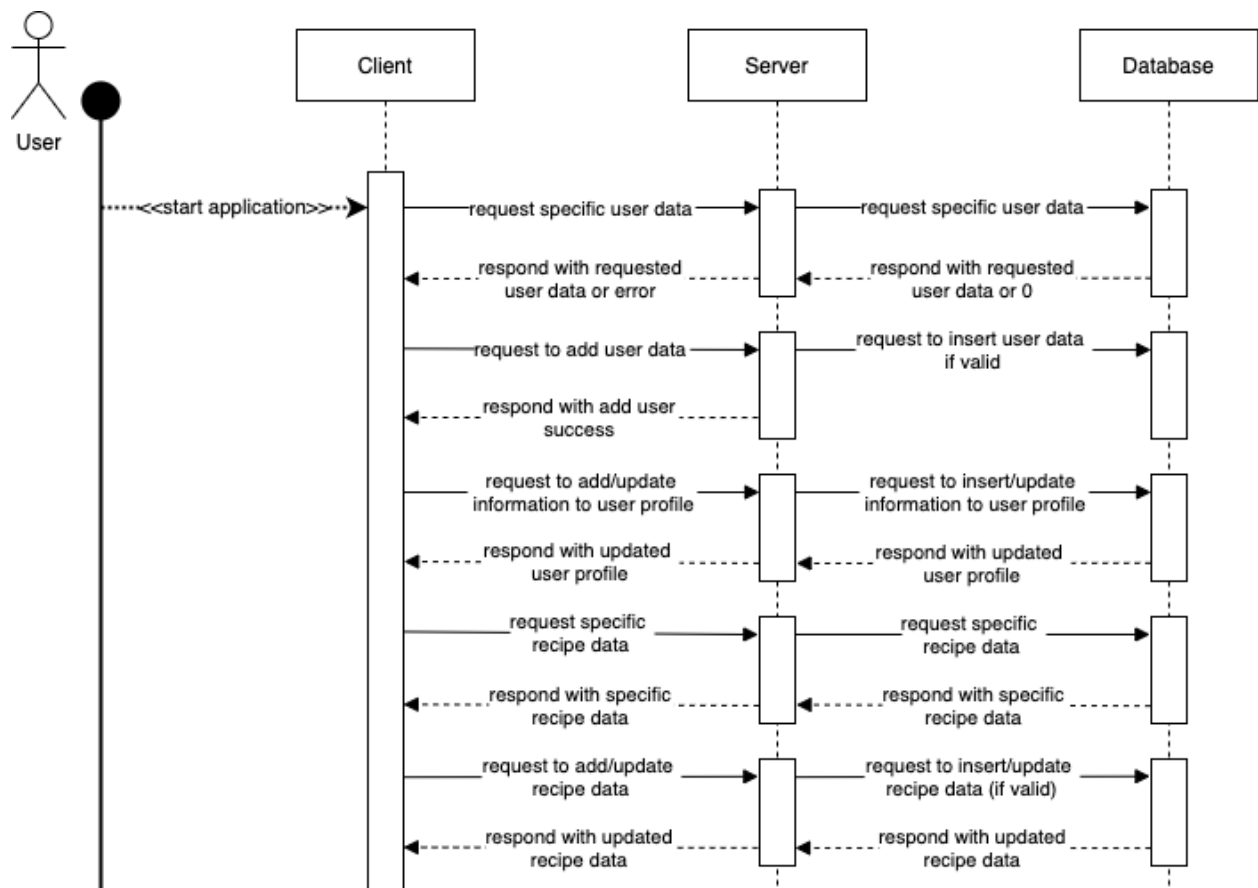 Client
Server
Database
User
<<start application>>
request specific user data
request specific user data
respond with requested
user data or error
respond with requested
user data or 0
request to add user data
request to insert user data
if valid
respond with add user
success
request to add/update
information to user profile
request to insert/update
information to user profile
respond with updated
user profile
respond with updated
user profile
request specific
recipe data
request specific
recipe data
respond with specific
recipe data
respond with specific
recipe data
request to add/update
recipe data
request to insert/update
recipe data (if valid)
respond with updated
recipe data
respond with updated
recipe data